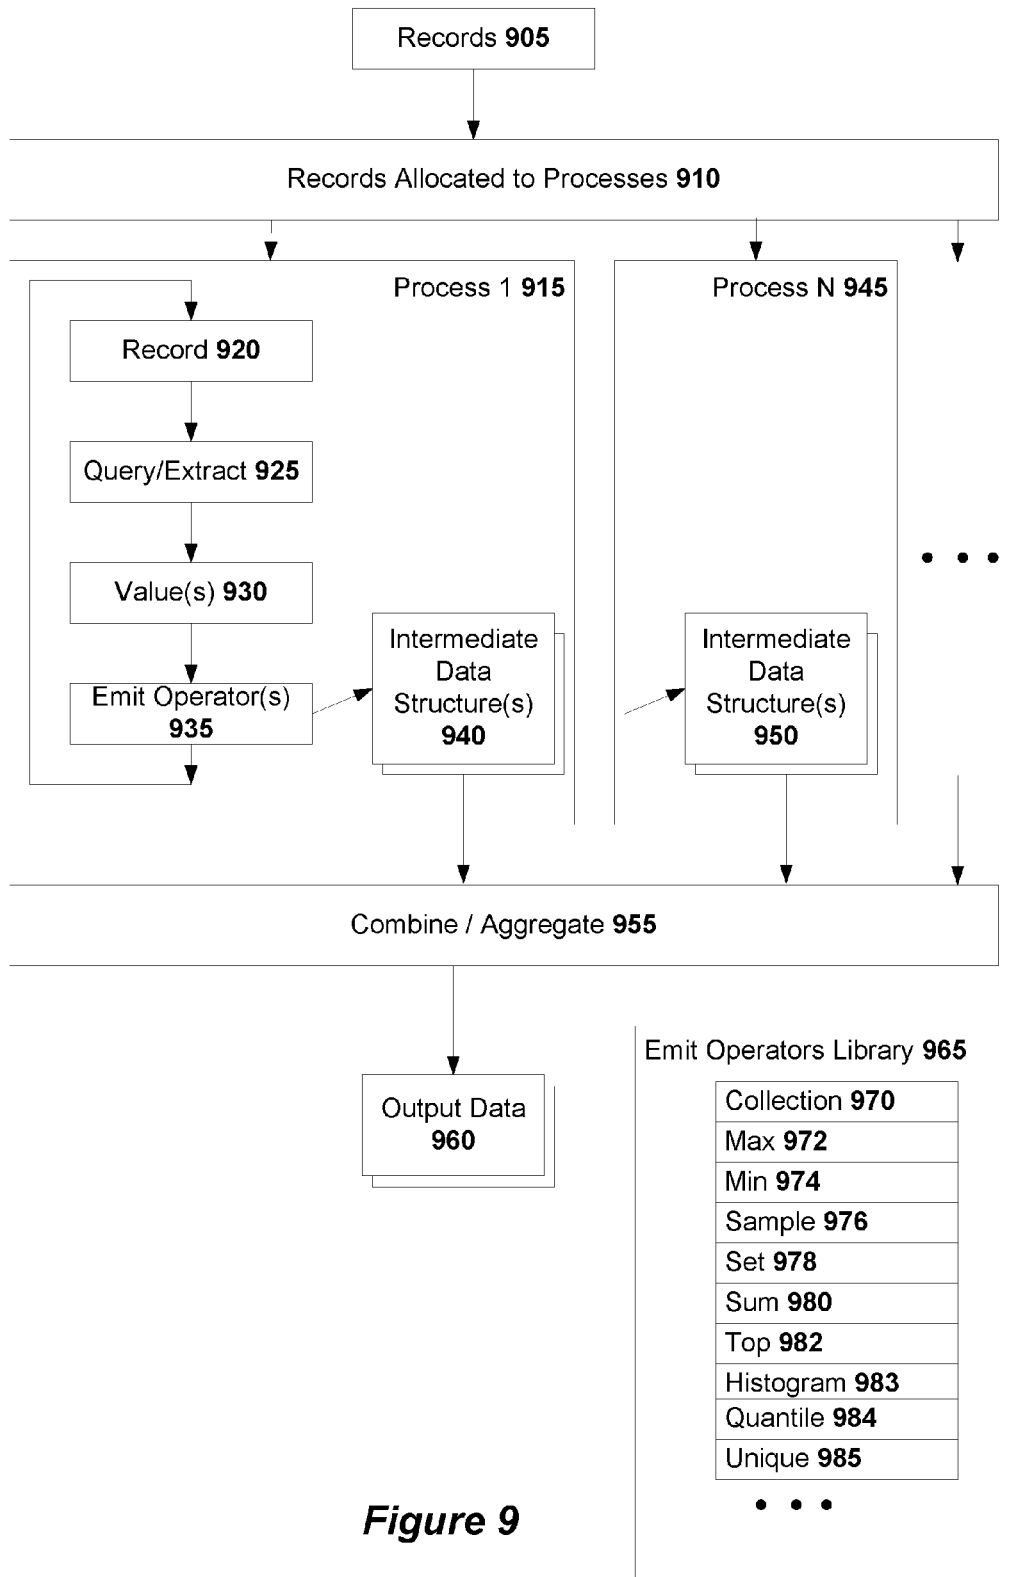 Records 905
Records Allocated to Processes 910
Process 1 915
Process N 945
Record 920
Query/Extract 925
Value(s) 930
Emit Operator(s)
935
Intermediate
Data
Structure(s)
940
Intermediate
Data
Structure(s)
950
Combine / Aggregate 955
Output Data
960
Emit Operators Library 965
Collection 970
Max 972
Min 974
Sample 976
Set 978
Sum 980
Top 982
Histogram 983
Quantile 984
Unique 985
Figure 9